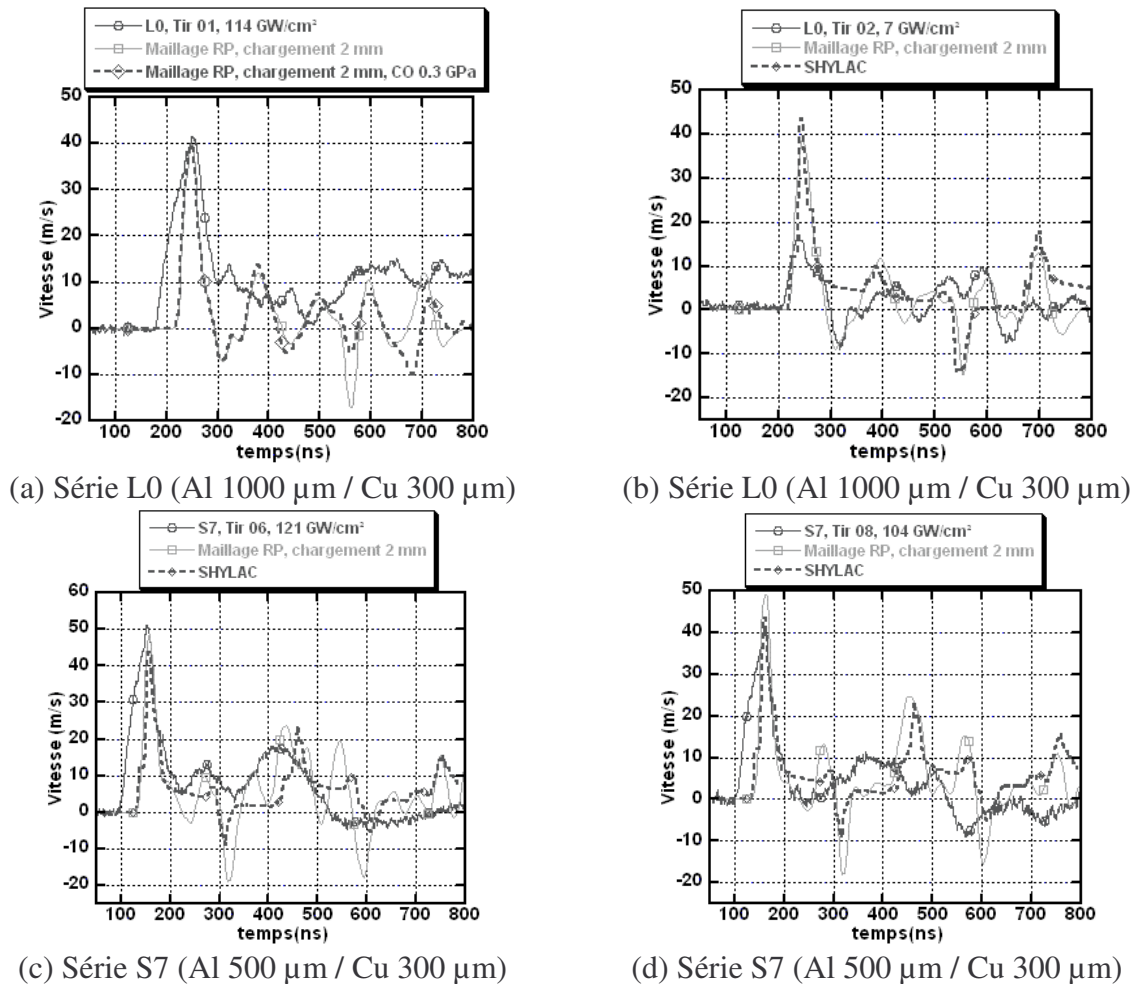 L0, Tir 01, 114 GW/cm²
Maillage RP, chargement 2 mm
Maillage RP, chargement 2 mm, CO 0.3 GPa
50
40
30
20
10
0
-10
-20
Vitesse (m/s)
100 200 300 400 500 600 700 800
temps(ns)
(a) Série L0 (Al 1000 µm / Cu 300 µm)
L0, Tir 02, 7 GW/cm²
Maillage RP, chargement 2 mm
SHYLAC
50
40
30
20
10
0
-10
-20
Vitesse (m/s)
100 200 300 400 500 600 700 800
temps(ns)
(b) Série L0 (Al 1000 µm / Cu 300 µm)
S7, Tir 06, 121 GW/cm²
Maillage RP, chargement 2 mm
SHYLAC
60
50
40
30
20
10
0
-10
-20
Vitesse (m/s)
100 200 300 400 500 600 700 800
temps(ns)
(c) Série S7 (Al 500 µm / Cu 300 µm)
S7, Tir 08, 104 GW/cm²
Maillage RP, chargement 2 mm
SHYLAC
50
40
30
20
10
0
-10
-20
Vitesse (m/s)
100 200 300 400 500 600 700 800
temps(ns)
(d) Série S7 (Al 500 µm / Cu 300 µm)